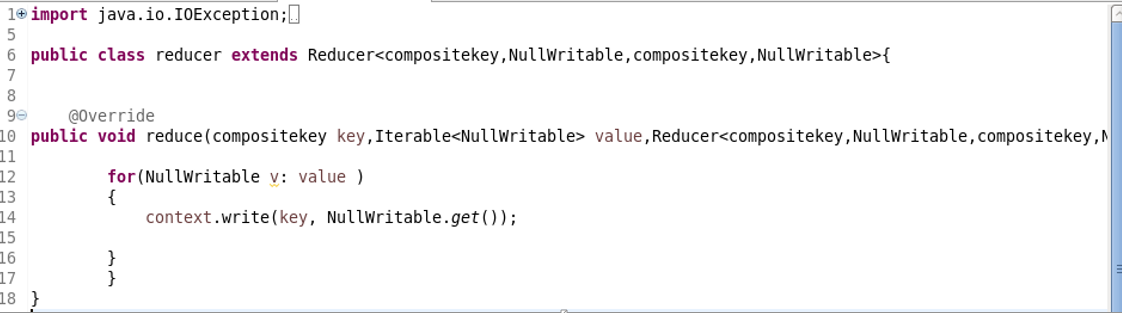 1 import java.io.IOException;
5
6 public class reducer extends Reducer<compositekey,NullWritable,compositekey,NullWritable>{
7
8
9 @Override
10 public void reduce(compositekey key,Iterable<NullWritable> value,Reducer<compositekey,NullWritable,compositekey,N
11
12 for(NullWritable v: value )
13 {
14 context.write(key, NullWritable.get());
15
16 }
17 }
18 }